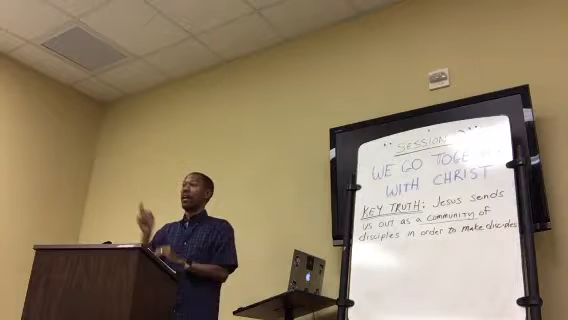 "SESSION
WE GO TOGE
WITH CHRIST
KEY TRUTH: Jesus sends
us out as a community of
disciples in order to make disciples